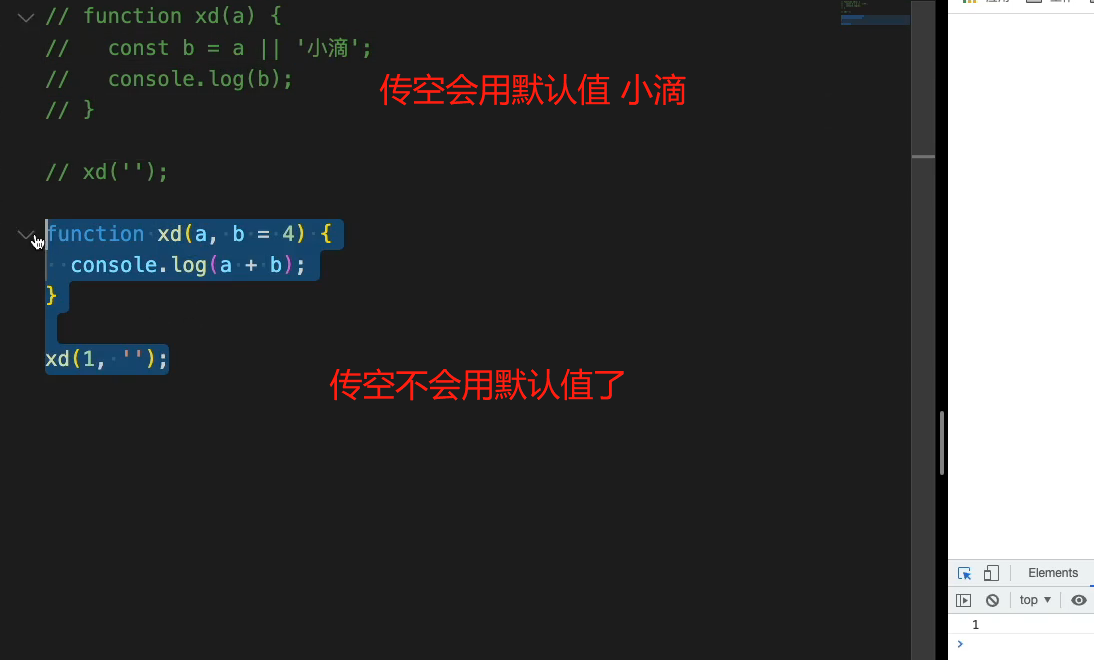 // function xd(a) {
//   const b = a || '小滴';
//   console.log(b);
传空会用默认值 小滴
// }
// xd('');
function xd(a, b = 4) {
  console.log(a + b);
}
xd(1, '');
传空不会用默认值了
Elements
top
1